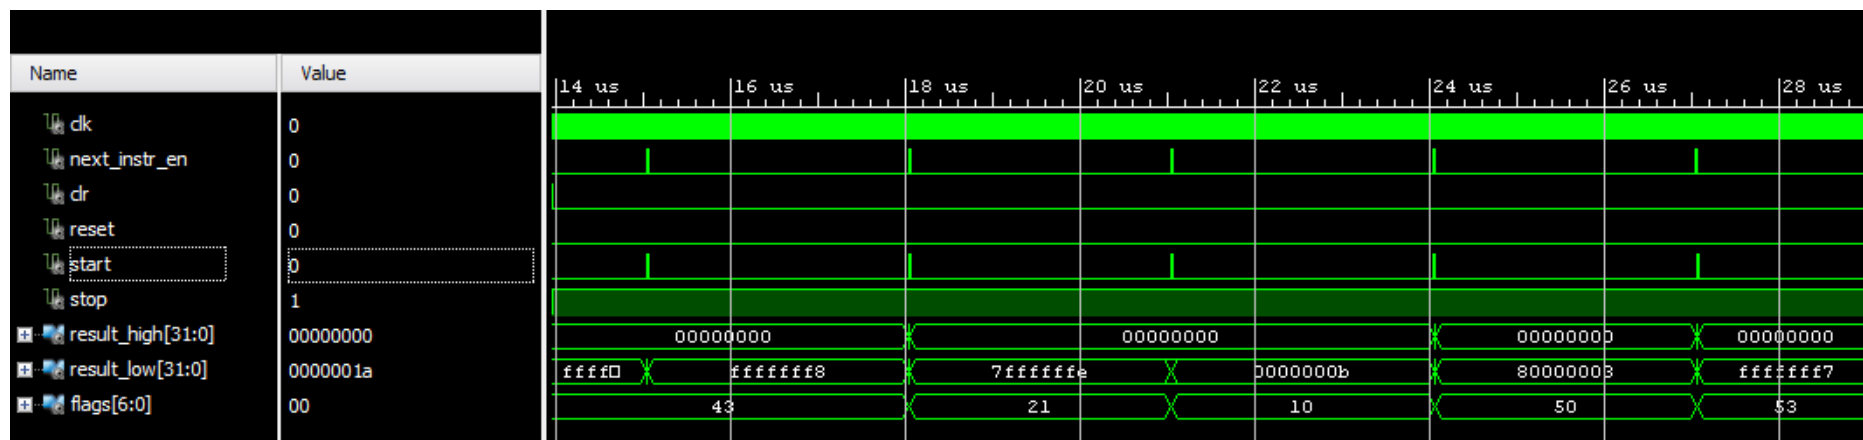 Name Value
14 us 16 us 18 us 20 us 22 us 24 us 26 us 28 us
clk 0
next_instr_en 0
clr 0
reset 0
start 0
stop 1
result_high[31:0] 00000000 00000000 00000000 00000000 00000000
result_low[31:0] 0000001a ffff fffffff8 7ffffffe 0000000b 80000003 fffffff7
flags[6:0] 00 43 21 10 50 53